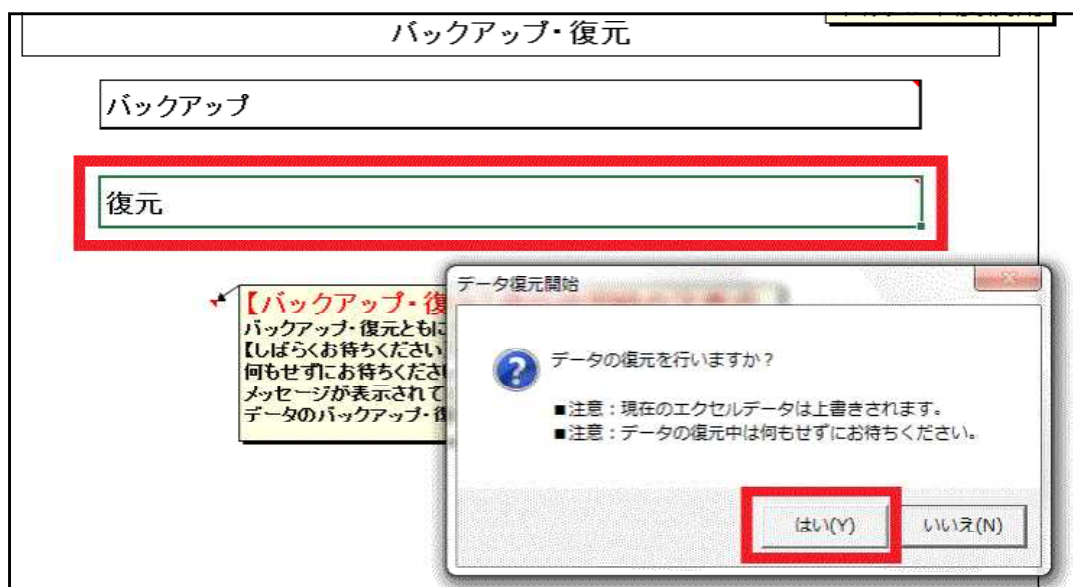 バックアップ・復元
バックアップ
復元
データ復元開始
【バックアップ・復
バックアップ・復元ともに
【しばらくお待ちください
何もせずにお待ちくださ
メッセージが表示されて
データのバックアップ・復
データの復元を行いますか？
■注意：現在のエクセルデータは上書きされます。
■注意：データの復元中は何もせずにお待ちください。
はい(Y)
いいえ(N)